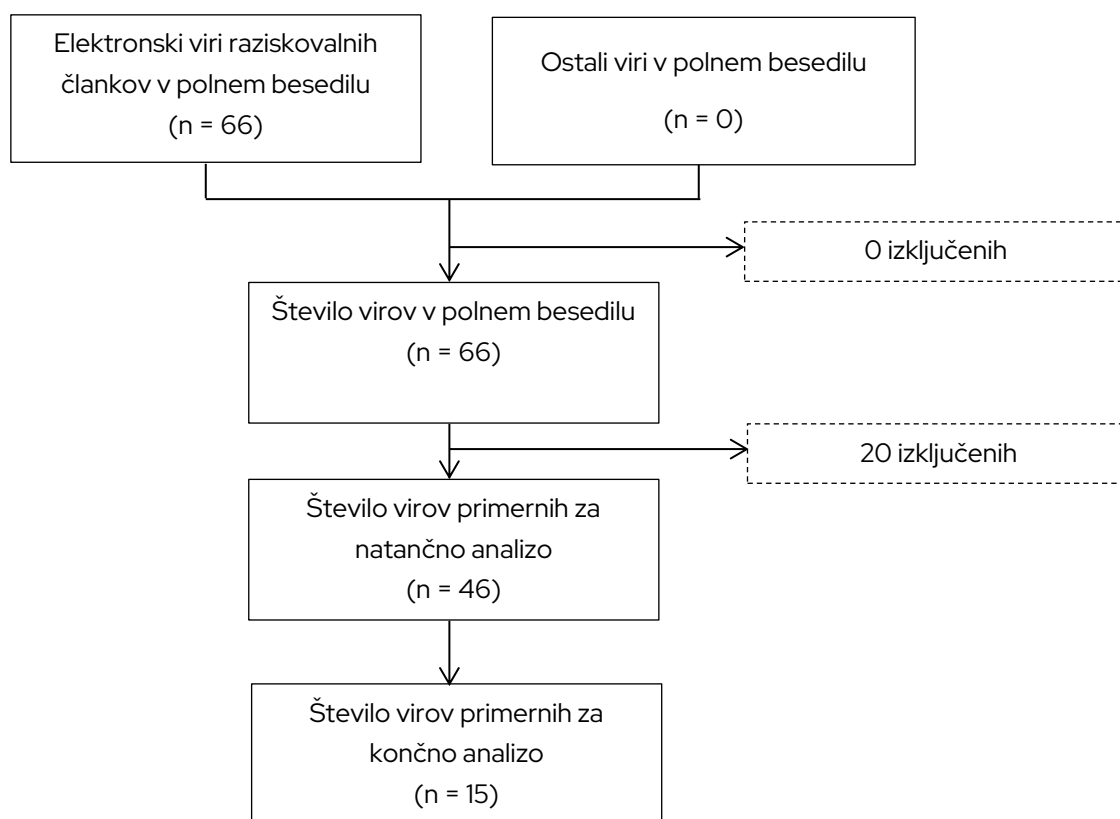 Elektronski viri raziskovalnih
člankov v polnem besedilu
(n = 66)
Ostali viri v polnem besedilu
(n = 0)
0 izključenih
Število virov v polnem besedilu
(n = 66)
20 izključenih
Število virov primernih za
natančno analizo
(n = 46)
Število virov primernih za
končno analizo
(n = 15)